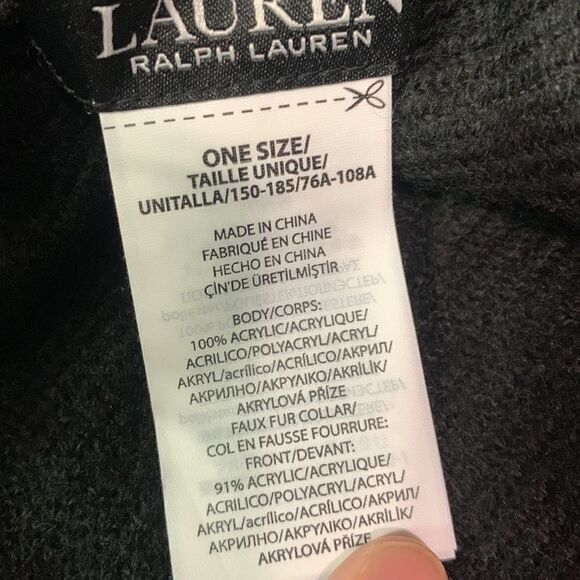 LAUREN
RALPH LAUREN
ONE SIZE/
TAILLE UNIQUE/
UNITALLA/150-185/76A-108A
MADE IN CHINA
FABRIQUÉ EN CHINE
HECHO EN CHINA
ÇİN'DE ÜRETİLMİŞTİR
BODY/CORPS:
100% ACRYLIC/ACRYLIQUE/
ACRILICO/POLYACRYL/ACRYL/
AKRYL/acrílico/ACRÍLICO/АКРИЛ/
АКРИЛНО/ΑΚΡΥΛΙΚΟ/AKRİLİK/
AKRYLOVÁ PŘÍZE
FAUX FUR COLLAR/
COL EN FAUSSE FOURRURE:
FRONT/DEVANT:
91% ACRYLIC/ACRYLIQUE/
ACRILICO/POLYACRYL/ACRYL/
AKRYL/acrílico/ACRÍLICO/АКРИЛ/
АКРИЛНО/ΑΚΡΥΛΙΚΟ/AKRİLİK/
AKRYLOVÁ PŘÍZE